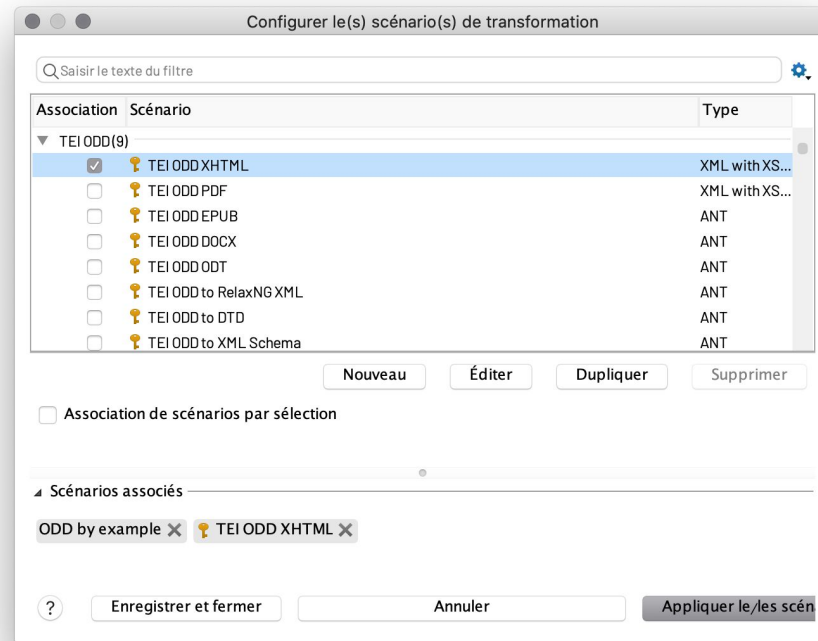 Configurer le(s) scénario(s) de transformation
Saisir le texte du filtre
Association Scénario Type
TEI ODD (9)
TEI ODD XHTML XML with XS...
TEI ODD PDF XML with XS...
TEI ODD EPUB ANT
TEI ODD DOCX ANT
TEI ODD ODT ANT
TEI ODD to RelaxNG XML ANT
TEI ODD to DTD ANT
TEI ODD to XML Schema ANT
Nouveau Éditer Dupliquer Supprimer
Association de scénarios par sélection
Scénarios associés
ODD by example TEI ODD XHTML
? Enregistrer et fermer Annuler Appliquer le/les scén